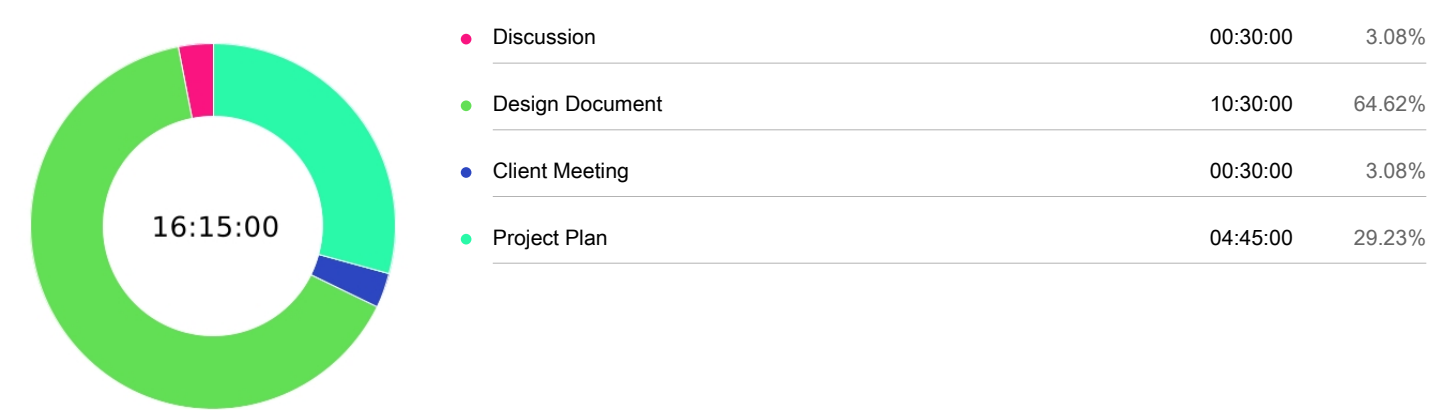 16:15:00
Discussion 00:30:00 3.08%
Design Document 10:30:00 64.62%
Client Meeting 00:30:00 3.08%
Project Plan 04:45:00 29.23%